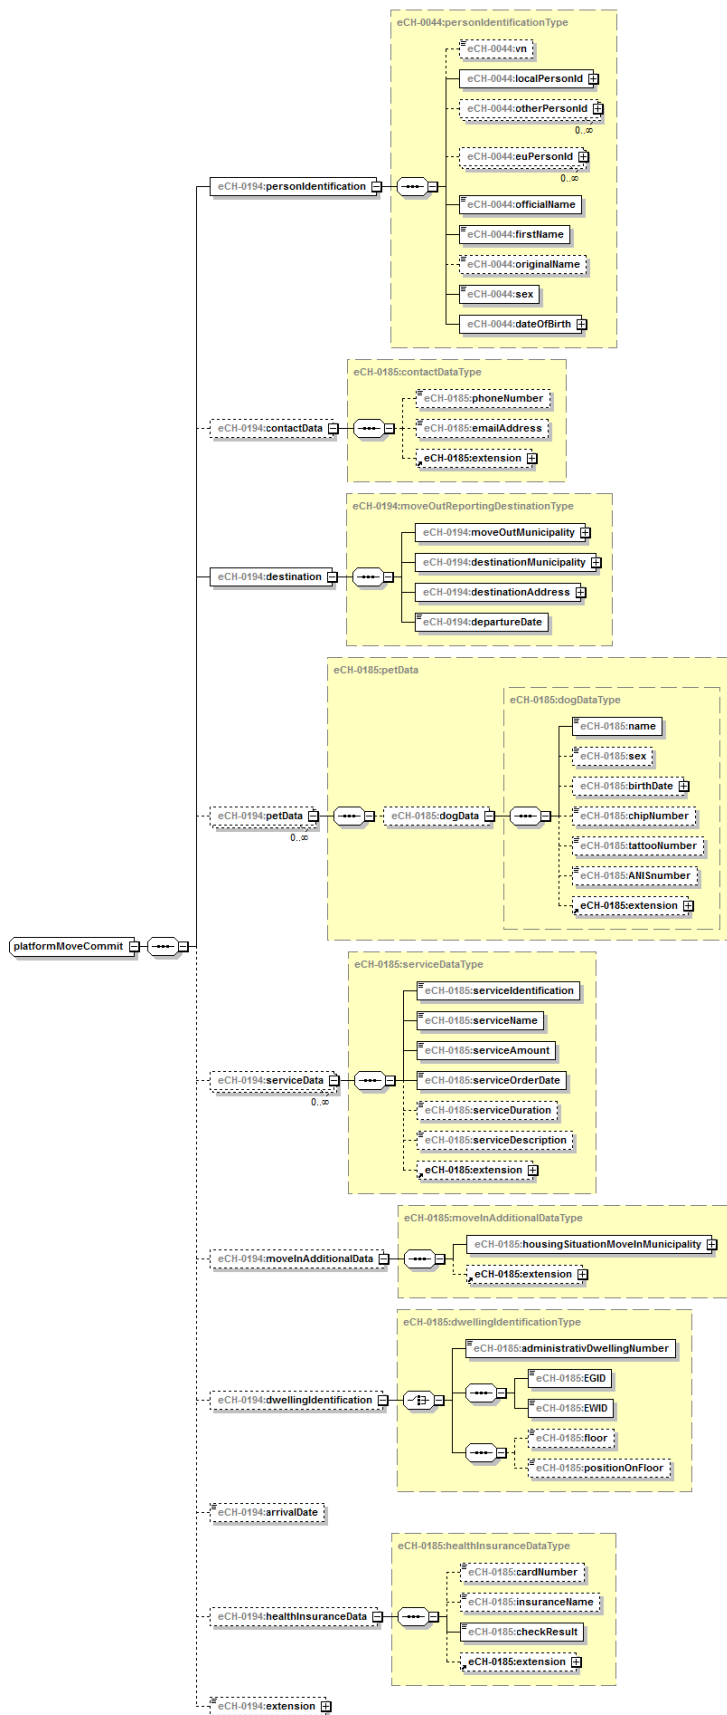 eCH-0044:personIdentificationType
eCH-0044:vn
eCH-0044:localPersonId
eCH-0044:otherPersonId
0..∞
eCH-0044:euPersonId
0..∞
eCH-0194:personIdentification
eCH-0044:officialName
eCH-0044:firstName
eCH-0044:originalName
eCH-0044:sex
eCH-0044:dateOfBirth
eCH-0185:contactDataType
eCH-0185:phoneNumber
eCH-0194:contactData
eCH-0185:emailAddress
eCH-0185:extension
eCH-0194:moveOutReportingDestinationType
eCH-0194:moveOutMunicipality
eCH-0194:destinationMunicipality
eCH-0194:destination
eCH-0194:destinationAddress
eCH-0194:departureDate
eCH-0185:petData
eCH-0185:dogDataType
eCH-0185:name
eCH-0185:sex
eCH-0185:birthDate
eCH-0194:petData
0..∞
eCH-0185:dogData
eCH-0185:chipNumber
eCH-0185:tattooNumber
eCH-0185:ANISnumber
eCH-0185:extension
platformMoveCommit
eCH-0185:serviceDataType
eCH-0185:serviceIdentification
eCH-0185:serviceName
eCH-0185:serviceAmount
eCH-0194:serviceData
0..∞
eCH-0185:serviceOrderDate
eCH-0185:serviceDuration
eCH-0185:serviceDescription
eCH-0185:extension
eCH-0185:moveInAdditionalDataType
eCH-0185:housingSituationMoveInMunicipality
eCH-0194:moveInAdditionalData
eCH-0185:extension
eCH-0185:dwellingIdentificationType
eCH-0185:administrativDwellingNumber
eCH-0185:EGID
eCH-0194:dwellingIdentification
eCH-0185:EWID
eCH-0185:floor
eCH-0185:positionOnFloor
eCH-0194:arrivalDate
eCH-0185:healthInsuranceDataType
eCH-0185:cardNumber
eCH-0185:insuranceName
eCH-0194:healthInsuranceData
eCH-0185:checkResult
eCH-0185:extension
eCH-0194:extension